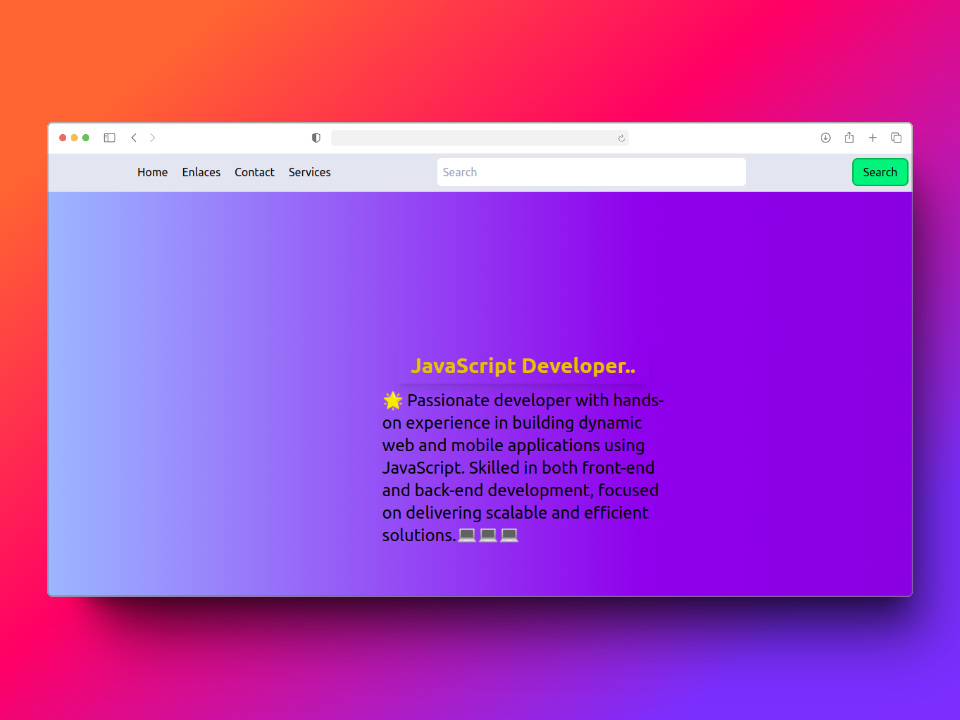 Home Enlaces Contact Services Search Search
JavaScript Developer..
🌟 Passionate developer with hands-
on experience in building dynamic
web and mobile applications using
JavaScript. Skilled in both front-end
and back-end development, focused
on delivering scalable and efficient
solutions.💻💻💻